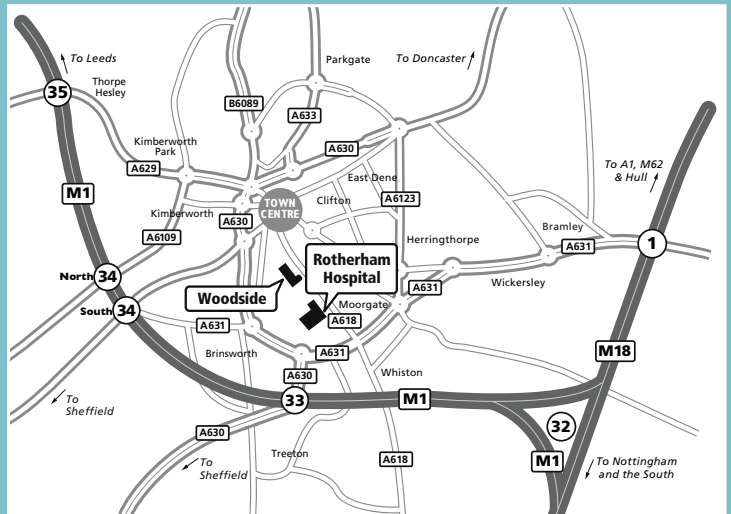 To Leeds
Parkgate
To Doncaster
Thorpe
Hesley
35
B6089
A633
Kimberworth
Park
A630
To A1, M62
& Hull
A629
East Dene
M1
TOWN
CENTRE
Clifton
A6123
Kimberworth
A630
Bramley
A6109
Herringthorpe
A631
1
Rotherham
Hospital
North
34
Wickersley
Woodside
A631
South
34
Moorgate
A618
A631
Brinsworth
A631
M18
Whiston
A630
To
Sheffield
33
M1
32
A630
Treeton
To
Sheffield
A618
M1
To Nottingham
and the South